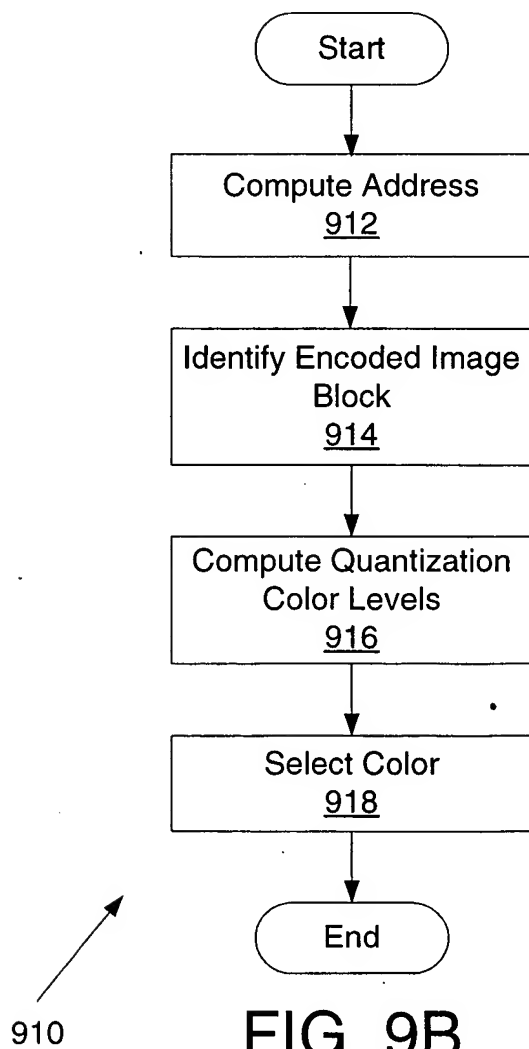 Start
Compute Address
912
Identify Encoded Image
Block
914
Compute Quantization
Color Levels
916
Select Color
918
End
910
FIG. 9B